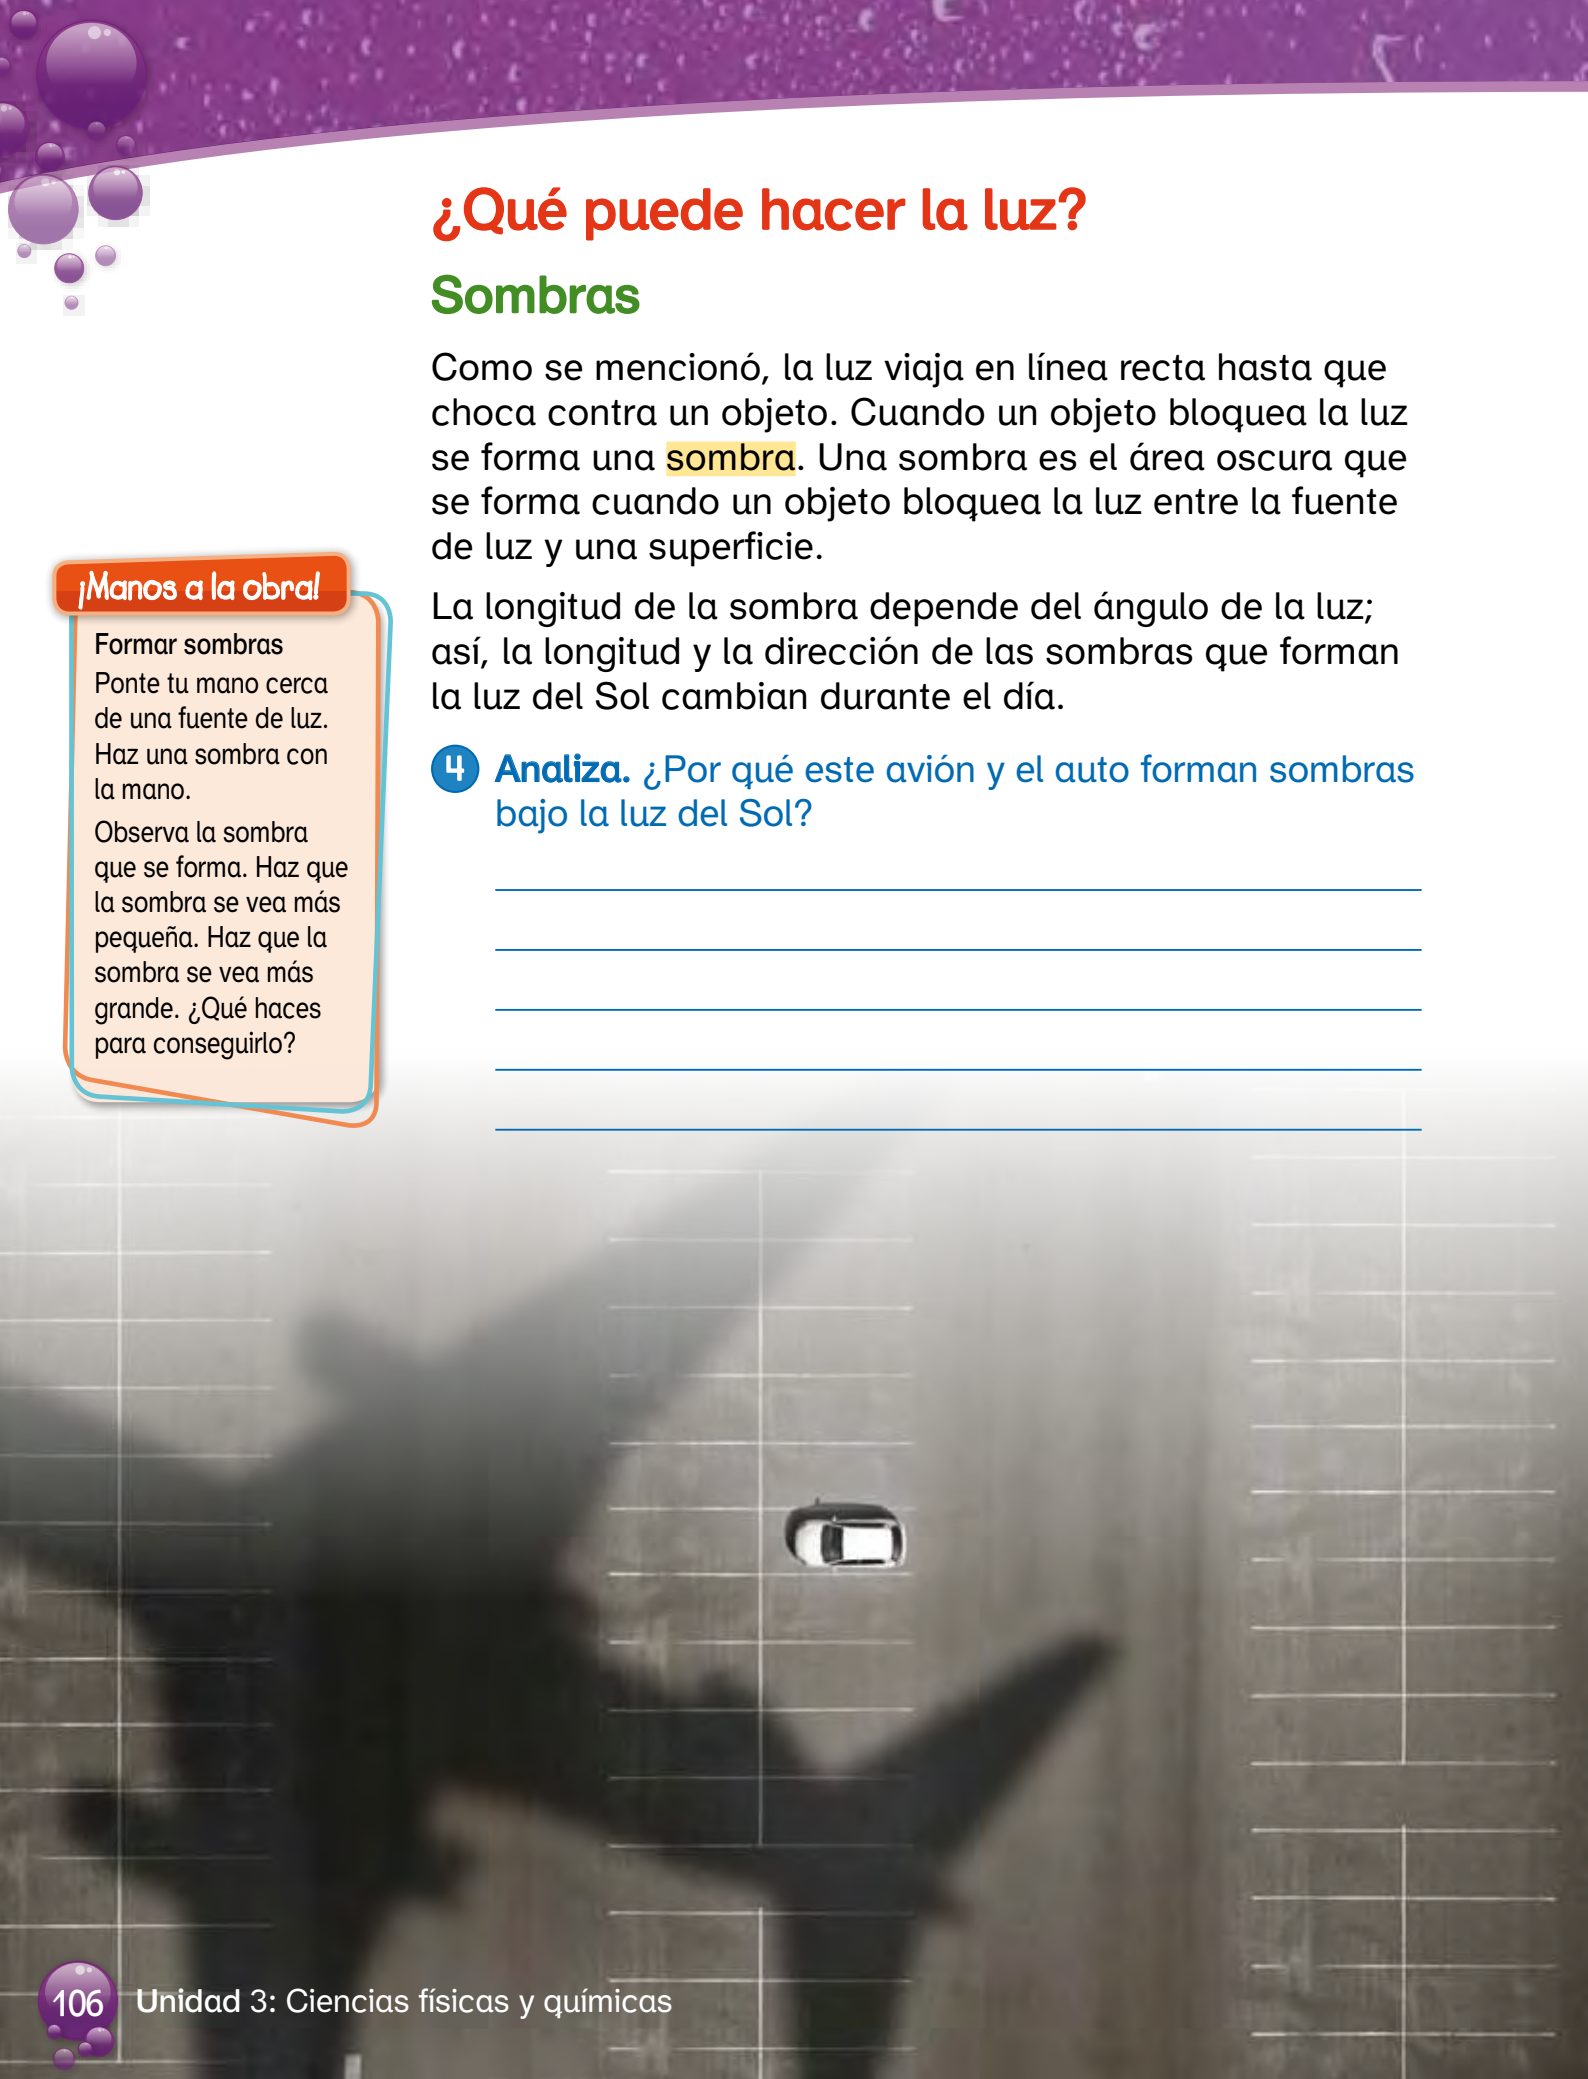 ¿Qué puede hacer la luz?
Sombras
Como se mencionó, la luz viaja en línea recta hasta que
choca contra un objeto. Cuando un objeto bloquea la luz
se forma una sombra. Una sombra es el área oscura que
se forma cuando un objeto bloquea la luz entre la fuente
de luz y una superficie.
La longitud de la sombra depende del ángulo de la luz;
así, la longitud y la dirección de las sombras que forman
la luz del Sol cambian durante el día.
4 Analiza. ¿Por qué este avión y el auto forman sombras
bajo la luz del Sol?
¡Manos a la obra!
Formar sombras
Ponte tu mano cerca
de una fuente de luz.
Haz una sombra con
la mano.
Observa la sombra
que se forma. Haz que
la sombra se vea más
pequeña. Haz que la
sombra se vea más
grande. ¿Qué haces
para conseguirlo?
106 Unidad 3: Ciencias físicas y químicas